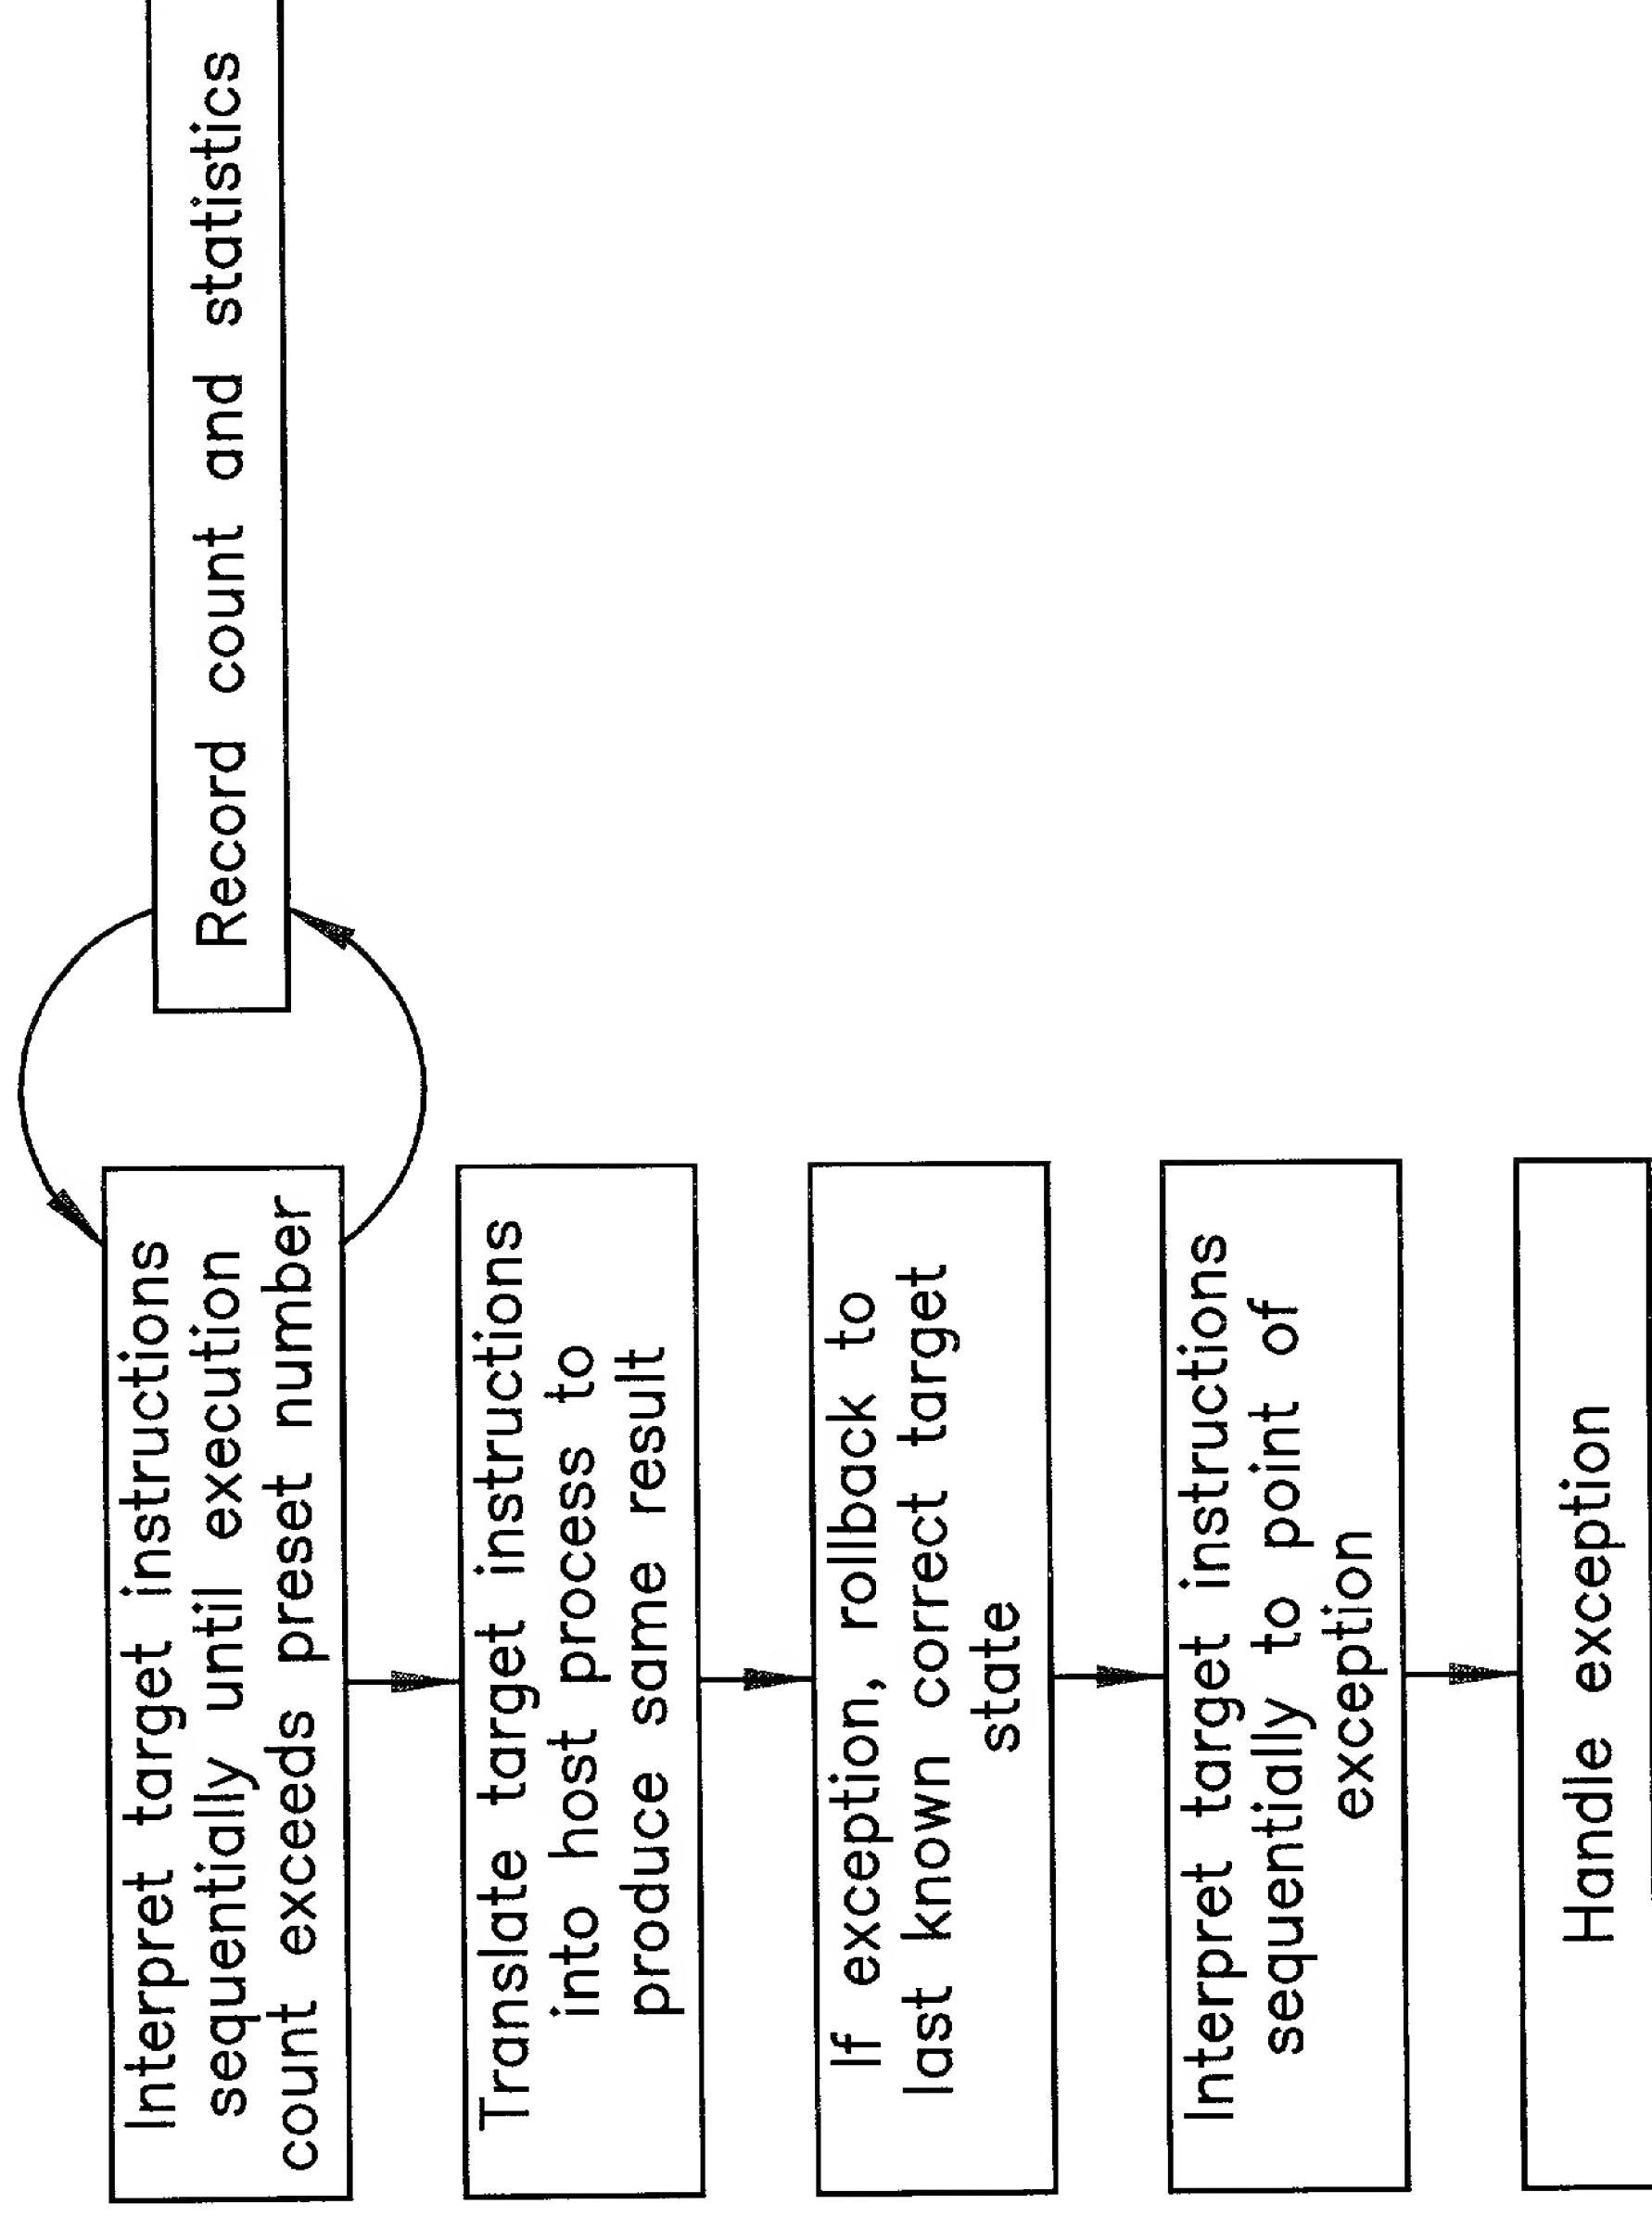 Interpret target instructions
sequentially until execution
count exceeds preset number
Record count and statistics
Translate target instructions
into host process to
produce same result
If exception, rollback to
last known correct target
state
Interpret target instructions
sequentially to point of
exception
Handle exception